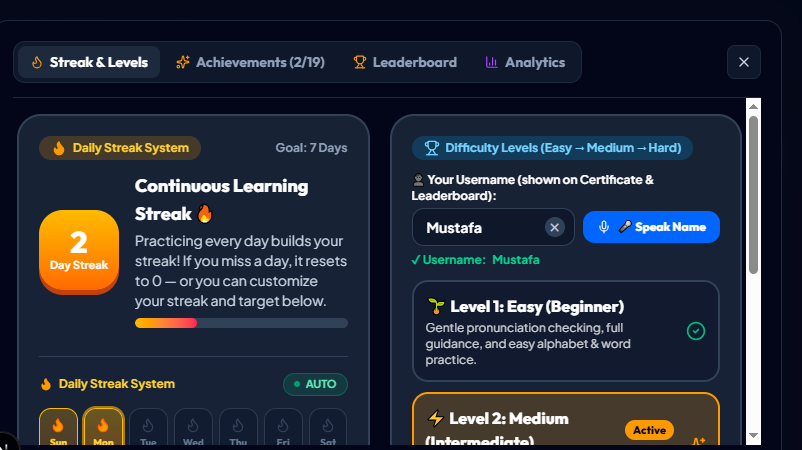 Streak & Levels
Achievements (2/19)
Leaderboard
Analytics
Daily Streak System
Goal: 7 Days
2
Day Streak
Continuous Learning
Streak 🔥
Practicing every day builds your
streak! If you miss a day, it resets
to 0 — or you can customize
your streak and target below.
Daily Streak System
AUTO
Sun
Mon
Tue
Wed
Thu
Fri
Sat
Difficulty Levels (Easy → Medium → Hard)
Your Username (shown on Certificate &
Leaderboard):
Mustafa
🎤 Speak Name
✓ Username: Mustafa
🌱 Level 1: Easy (Beginner)
Gentle pronunciation checking, full
guidance, and easy alphabet & word
practice.
⚡ Level 2: Medium
(Intermediate)
Active